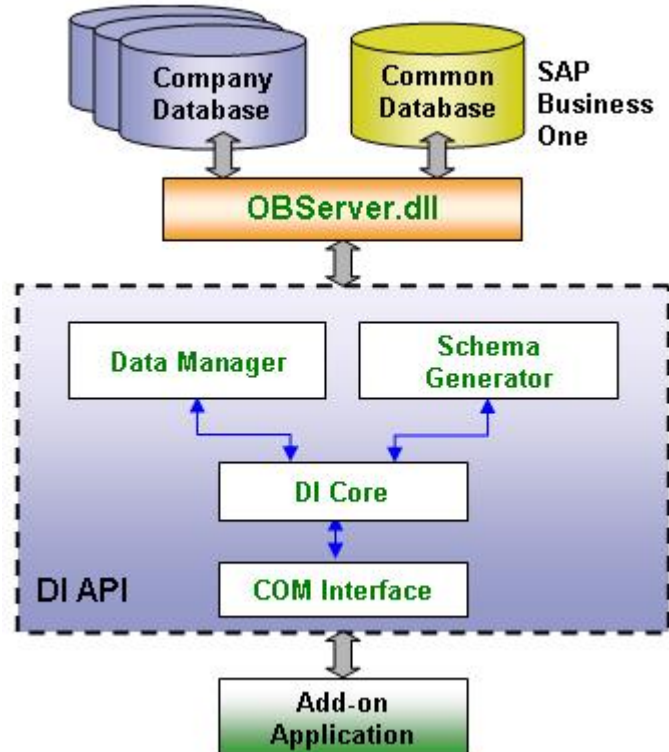 Company
Database
Common
Database
SAP
Business
One
OBServer.dll
Data Manager
Schema
Generator
DI Core
DI API
COM Interface
Add-on
Application